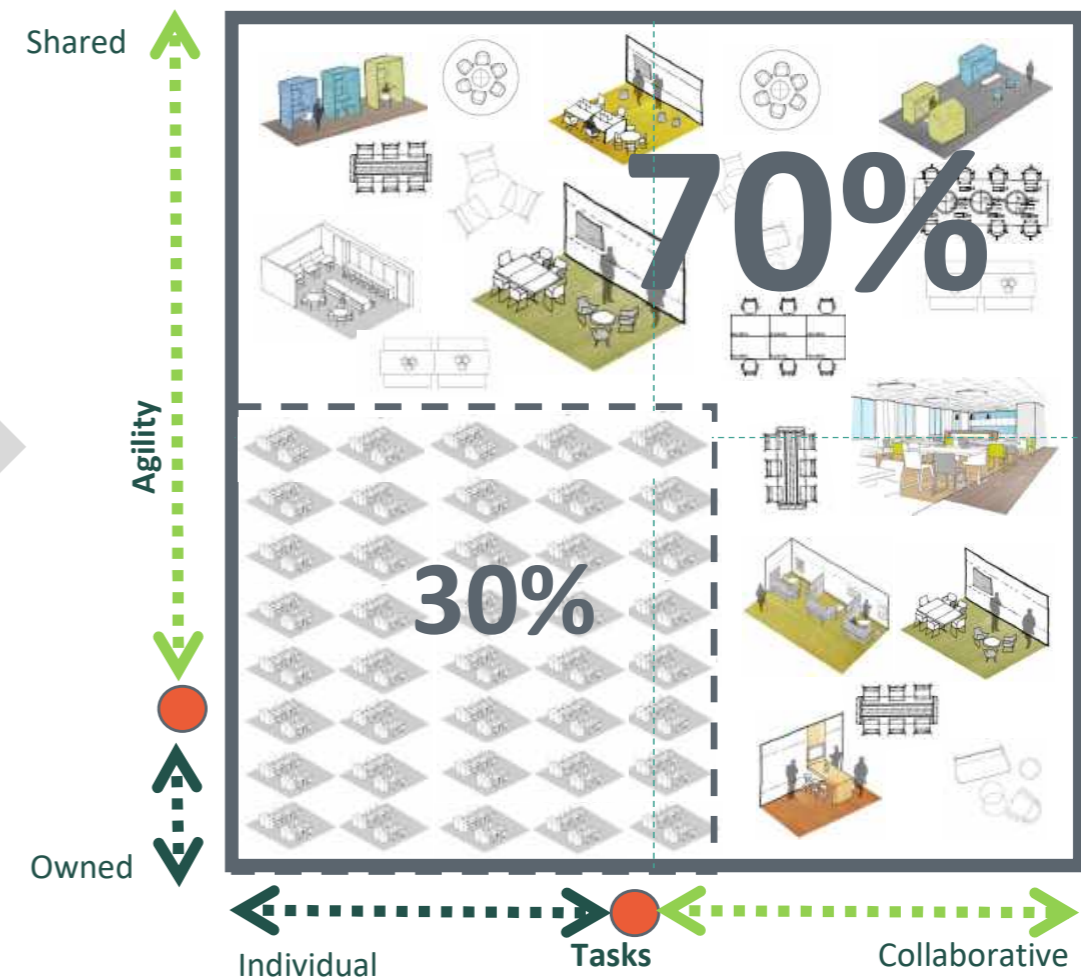 Shared
70%
Agility
30%
Owned
Individual
Tasks
Collaborative